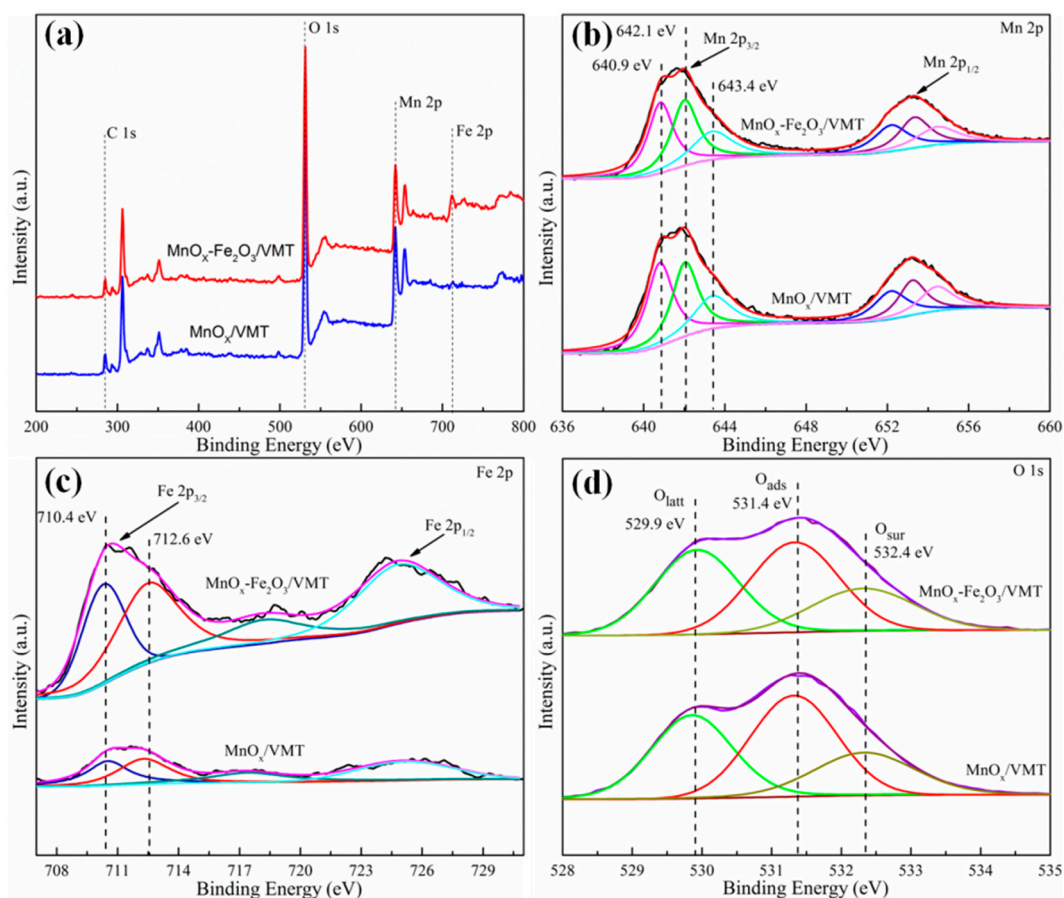 (a)
O 1s
Mn 2p
Fe 2p
C 1s
MnOₓ-Fe₂O₃/VMT
MnOₓ/VMT
Intensity (a.u.)
200 300 400 500 600 700 800
Binding Energy (eV)
(b)
Mn 2p
642.1 eV
Mn 2p₃/₂
640.9 eV
643.4 eV
Mn 2p₁/₂
MnOₓ-Fe₂O₃/VMT
MnOₓ/VMT
Intensity (a.u.)
636 640 644 648 652 656 660
Binding Energy (eV)
(c)
Fe 2p
Fe 2p₃/₂
710.4 eV
712.6 eV
Fe 2p₁/₂
MnOₓ-Fe₂O₃/VMT
MnOₓ/VMT
Intensity (a.u.)
708 711 714 717 720 723 726 729
Binding Energy (eV)
(d)
O 1s
Oₗₐₜₜ
529.9 eV
Oads
531.4 eV
Osur
532.4 eV
MnOₓ-Fe₂O₃/VMT
MnOₓ/VMT
Intensity (a.u.)
528 529 530 531 532 533 534 535
Binding Energy (eV)